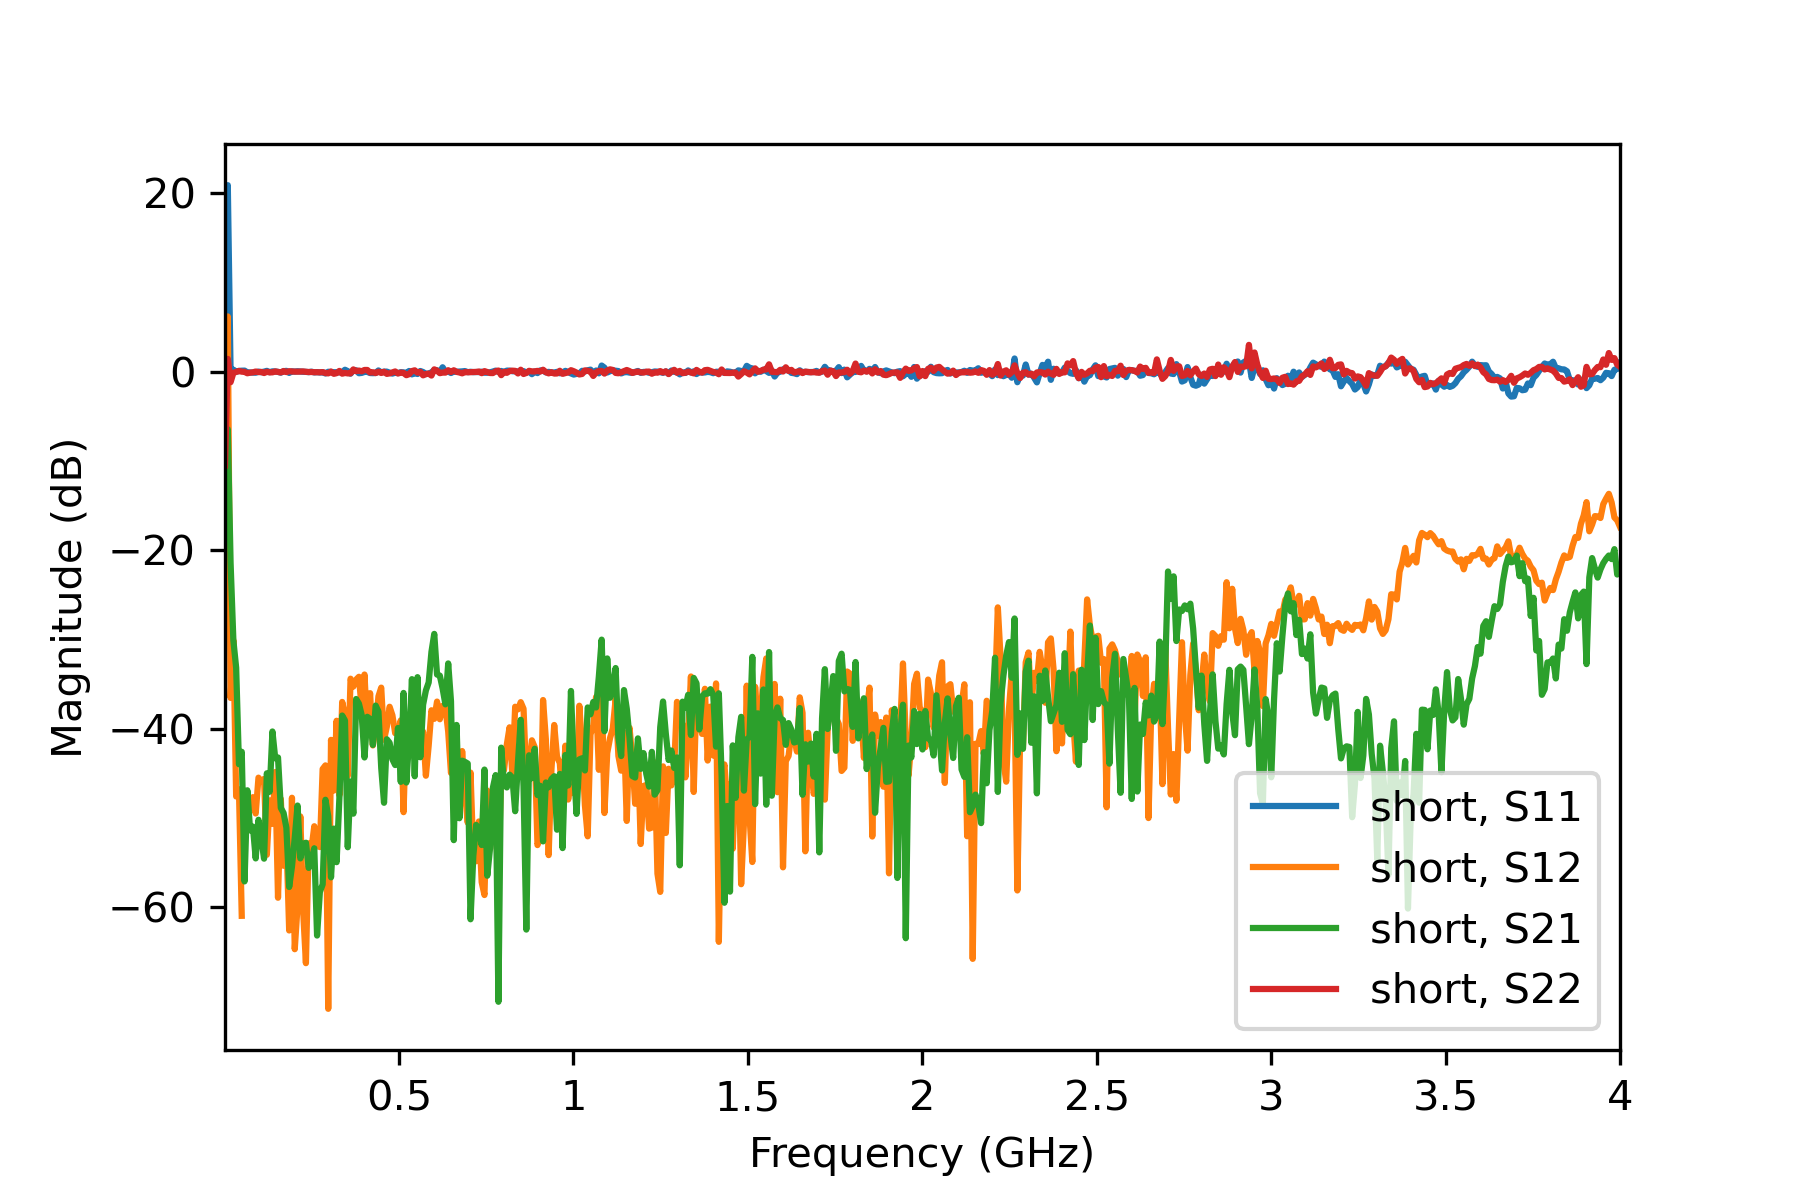 20
0
−20
−40
−60
Magnitude (dB)
short, S11
short, S12
short, S21
short, S22
0.5 1 1.5 2 2.5 3 3.5 4
Frequency (GHz)